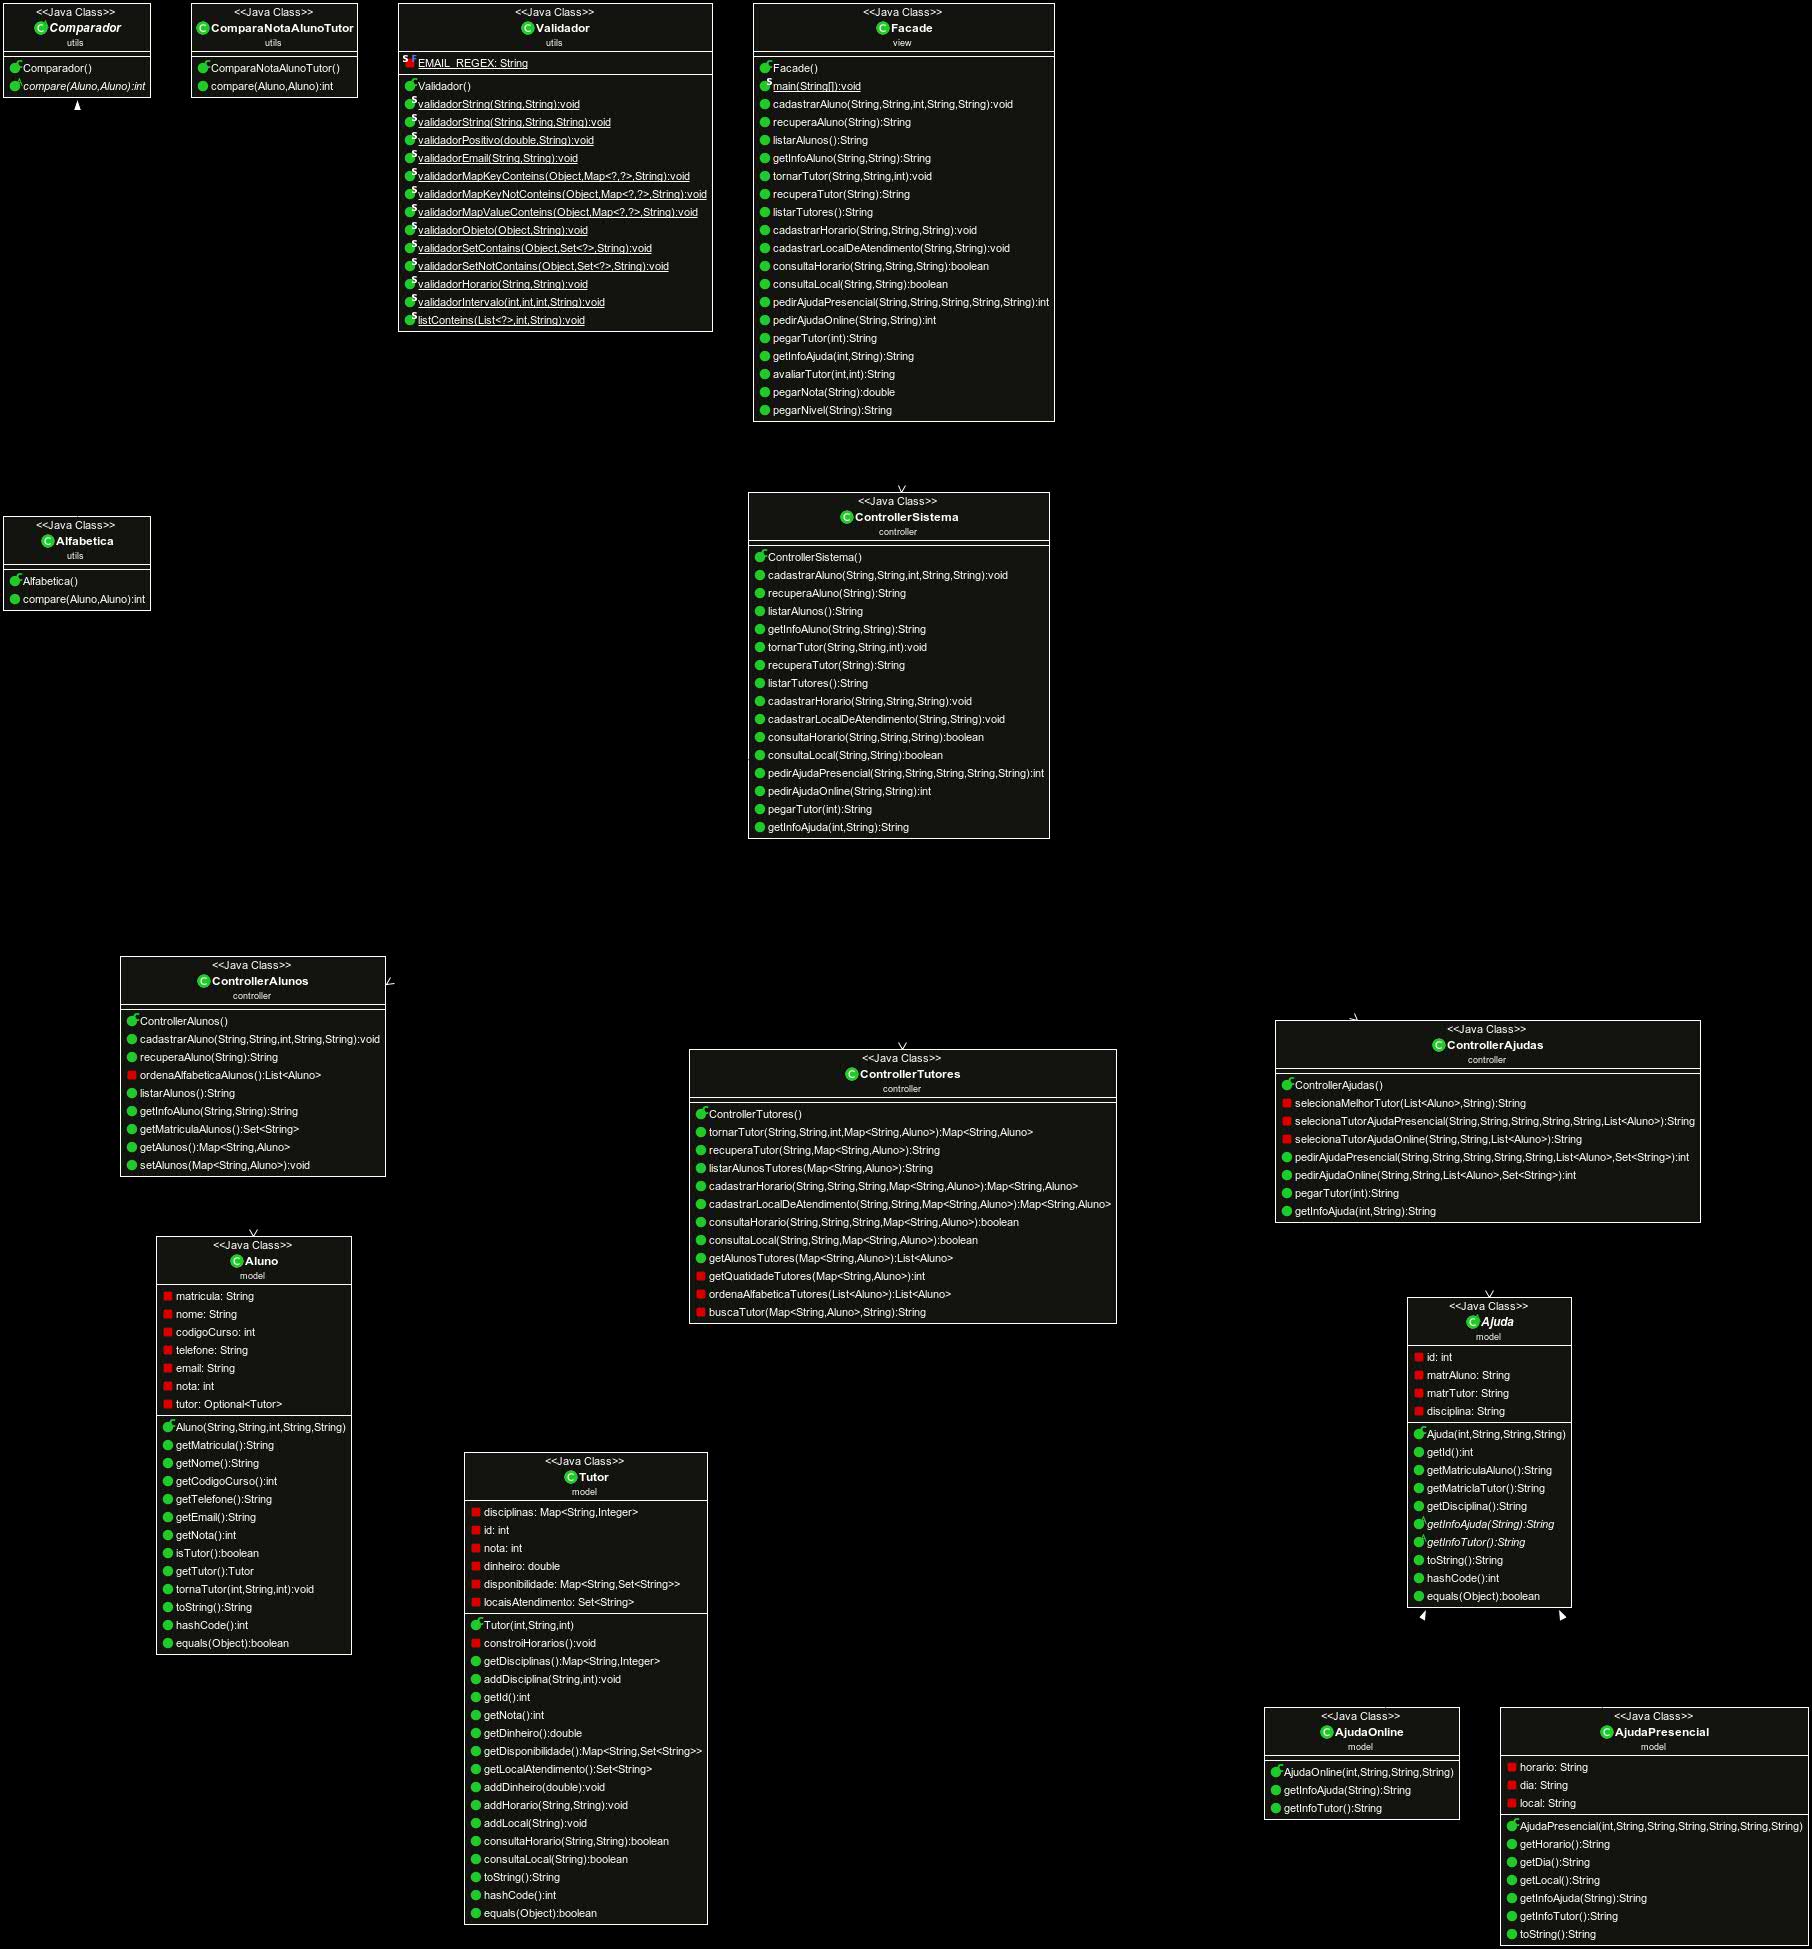 <<Java Class>>
Comparador
utils
Comparador()
compare(Aluno,Aluno):int
<<Java Class>>
ComparaNotaAlunoTutor
utils
ComparaNotaAlunoTutor()
compare(Aluno,Aluno):int
<<Java Class>>
Validador
utils
EMAIL_REGEX: String
Validador()
validadorString(String,String):void
validadorString(String,String,String):void
validadorPositivo(double,String):void
validadorEmail(String,String):void
validadorMapKeyConteins(Object,Map<?,?>,String):void
validadorMapKeyNotConteins(Object,Map<?,?>,String):void
validadorMapValueConteins(Object,Map<?,?>,String):void
validadorObjeto(Object,String):void
validadorSetContains(Object,Set<?>,String):void
validadorSetNotContains(Object,Set<?>,String):void
validadorHorario(String,String):void
validadorIntervalo(int,int,int,String):void
listConteins(List<?>,int,String):void
<<Java Class>>
Facade
view
Facade()
main(String[]):void
cadastrarAluno(String,String,int,String,String):void
recuperaAluno(String):String
listarAlunos():String
getInfoAluno(String,String):String
tornarTutor(String,String,int):void
recuperaTutor(String):String
listarTutores():String
cadastrarHorario(String,String,String):void
cadastrarLocalDeAtendimento(String,String):void
consultaHorario(String,String,String):boolean
consultaLocal(String,String):boolean
pedirAjudaPresencial(String,String,String,String,String):int
pedirAjudaOnline(String,String):int
pegarTutor(int):String
getInfoAjuda(int,String):String
avaliarTutor(int,int):String
pegarNota(String):double
pegarNivel(String):String
<<Java Class>>
Alfabetica
utils
Alfabetica()
compare(Aluno,Aluno):int
<<Java Class>>
ControllerSistema
controller
ControllerSistema()
cadastrarAluno(String,String,int,String,String):void
recuperaAluno(String):String
listarAlunos():String
getInfoAluno(String,String):String
tornarTutor(String,String,int):void
recuperaTutor(String):String
listarTutores():String
cadastrarHorario(String,String,String):void
cadastrarLocalDeAtendimento(String,String):void
consultaHorario(String,String,String):boolean
consultaLocal(String,String):boolean
pedirAjudaPresencial(String,String,String,String,String):int
pedirAjudaOnline(String,String):int
pegarTutor(int):String
getInfoAjuda(int,String):String
<<Java Class>>
ControllerAlunos
controller
ControllerAlunos()
cadastrarAluno(String,String,int,String,String):void
recuperaAluno(String):String
ordenaAlfabeticaAlunos():List<Aluno>
listarAlunos():String
getInfoAluno(String,String):String
getMatriculaAlunos():Set<String>
getAlunos():Map<String,Aluno>
setAlunos(Map<String,Aluno>):void
<<Java Class>>
ControllerTutores
controller
ControllerTutores()
tornarTutor(String,String,int,Map<String,Aluno>):Map<String,Aluno>
recuperaTutor(String,Map<String,Aluno>):String
listarAlunosTutores(Map<String,Aluno>):String
cadastrarHorario(String,String,String,Map<String,Aluno>):Map<String,Aluno>
cadastrarLocalDeAtendimento(String,String,Map<String,Aluno>):Map<String,Aluno>
consultaHorario(String,String,String,Map<String,Aluno>):boolean
consultaLocal(String,String,Map<String,Aluno>):boolean
getAlunosTutores(Map<String,Aluno>):List<Aluno>
getQuatidadeTutores(Map<String,Aluno>):int
ordenaAlfabeticaTutores(List<Aluno>):List<Aluno>
buscaTutor(Map<String,Aluno>,String):String
<<Java Class>>
ControllerAjudas
controller
ControllerAjudas()
selecionaMelhorTutor(List<Aluno>,String):String
selecionaTutorAjudaPresencial(String,String,String,String,String,List<Aluno>):String
selecionaTutorAjudaOnline(String,String,List<Aluno>):String
pedirAjudaPresencial(String,String,String,String,String,List<Aluno>,Set<String>):int
pedirAjudaOnline(String,String,List<Aluno>,Set<String>):int
pegarTutor(int):String
getInfoAjuda(int,String):String
<<Java Class>>
Aluno
model
matricula: String
nome: String
codigoCurso: int
telefone: String
email: String
nota: int
tutor: Optional<Tutor>
Aluno(String,String,int,String,String)
getMatricula():String
getNome():String
getCodigoCurso():int
getTelefone():String
getEmail():String
getNota():int
isTutor():boolean
getTutor():Tutor
tornaTutor(int,String,int):void
toString():String
hashCode():int
equals(Object):boolean
<<Java Class>>
Tutor
model
disciplinas: Map<String,Integer>
id: int
nota: int
dinheiro: double
disponibilidade: Map<String,Set<String>>
locaisAtendimento: Set<String>
Tutor(int,String,int)
constroiHorarios():void
getDisciplinas():Map<String,Integer>
addDisciplina(String,int):void
getId():int
getNota():int
getDinheiro():double
getDisponibilidade():Map<String,Set<String>>
getLocalAtendimento():Set<String>
addDinheiro(double):void
addHorario(String,String):void
addLocal(String):void
consultaHorario(String,String):boolean
consultaLocal(String):boolean
toString():String
hashCode():int
equals(Object):boolean
<<Java Class>>
Ajuda
model
id: int
matrAluno: String
matrTutor: String
disciplina: String
Ajuda(int,String,String,String)
getId():int
getMatriculaAluno():String
getMatriclaTutor():String
getDisciplina():String
getInfoAjuda(String):String
getInfoTutor():String
toString():String
hashCode():int
equals(Object):boolean
<<Java Class>>
AjudaOnline
model
AjudaOnline(int,String,String,String)
getInfoAjuda(String):String
getInfoTutor():String
<<Java Class>>
AjudaPresencial
model
horario: String
dia: String
local: String
AjudaPresencial(int,String,String,String,String,String,String)
getHorario():String
getDia():String
getLocal():String
getInfoAjuda(String):String
getInfoTutor():String
toString():String